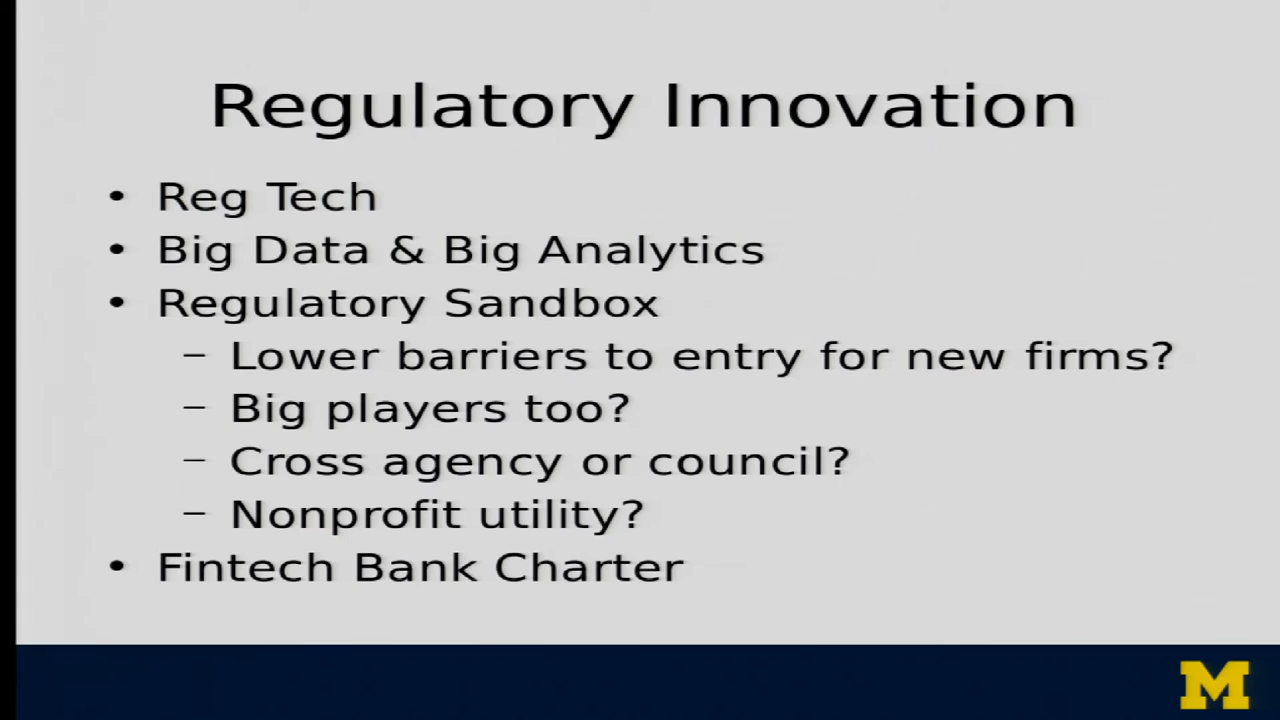 Regulatory Innovation
• Reg Tech
• Big Data & Big Analytics
• Regulatory Sandbox
– Lower barriers to entry for new firms?
– Big players too?
– Cross agency or council?
– Nonprofit utility?
• Fintech Bank Charter
M